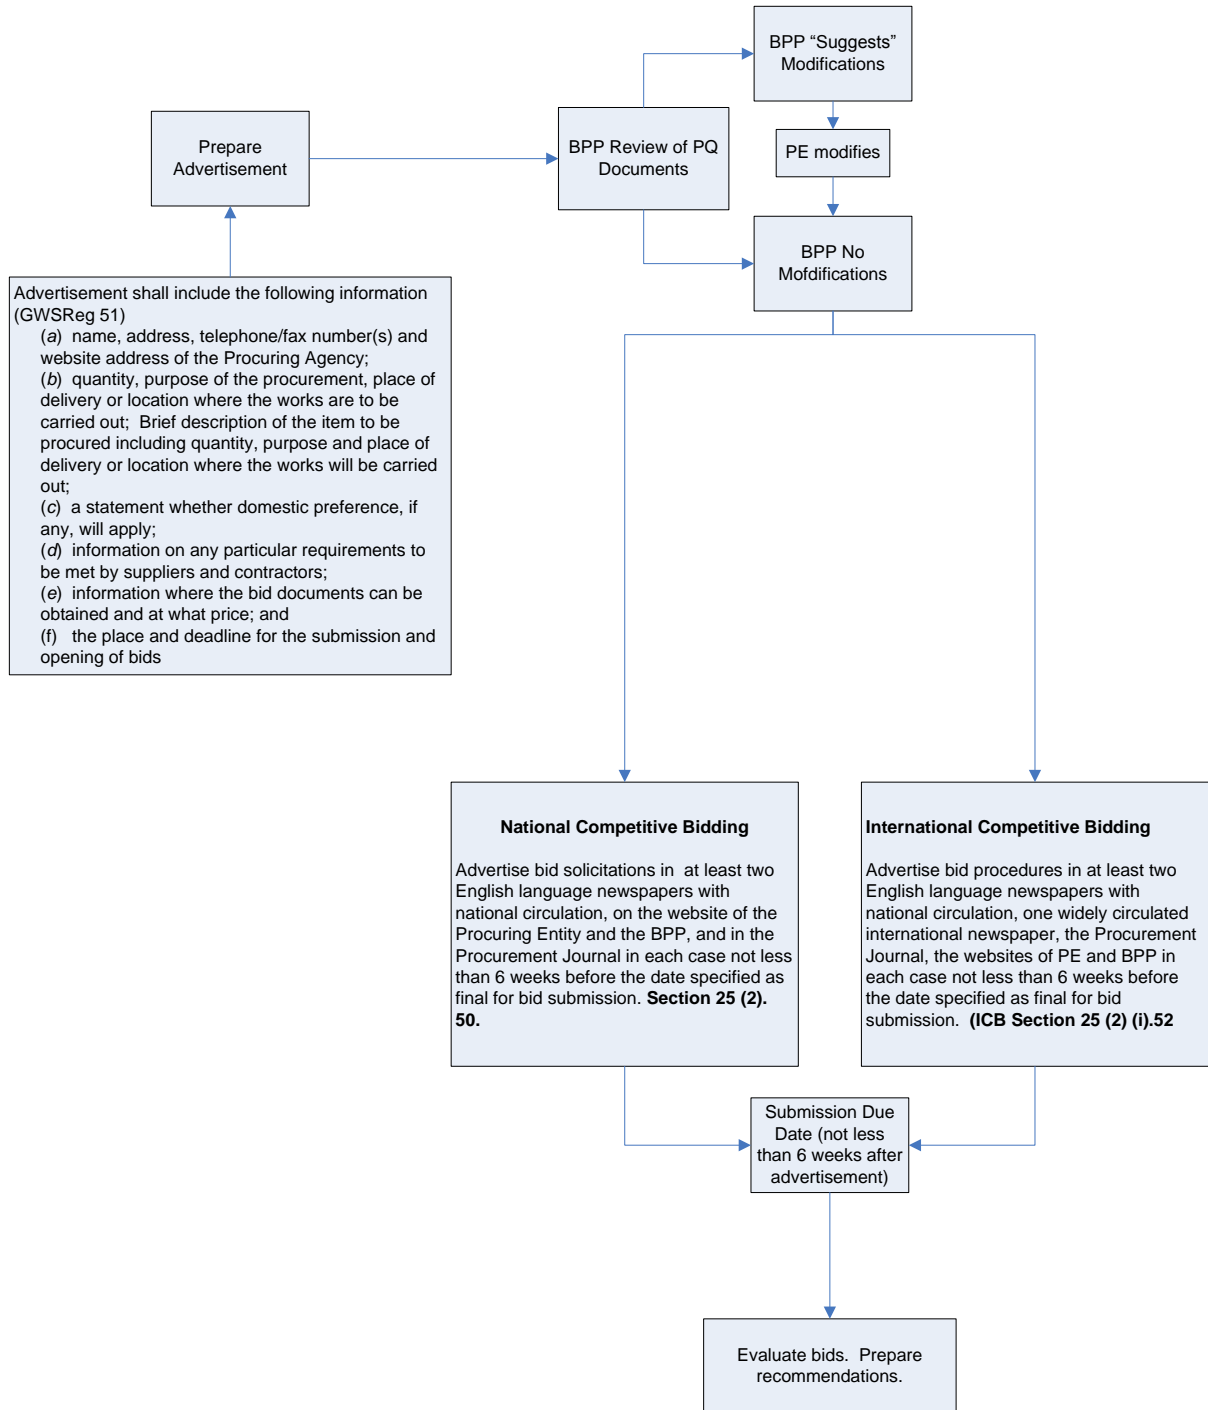 BPP “Suggests”
Modifications
Prepare
Advertisement
BPP Review of PQ
Documents
PE modifies
BPP No
Mofdifications
Advertisement shall include the following information
(GWSReg 51)
(a) name, address, telephone/fax number(s) and
website address of the Procuring Agency;
(b) quantity, purpose of the procurement, place of
delivery or location where the works are to be
carried out; Brief description of the item to be
procured including quantity, purpose and place of
delivery or location where the works will be carried
out;
(c) a statement whether domestic preference, if
any, will apply;
(d) information on any particular requirements to
be met by suppliers and contractors;
(e) information where the bid documents can be
obtained and at what price; and
(f) the place and deadline for the submission and
opening of bids
National Competitive Bidding
Advertise bid solicitations in at least two
English language newspapers with
national circulation, on the website of the
Procuring Entity and the BPP, and in the
Procurement Journal in each case not less
than 6 weeks before the date specified as
final for bid submission. Section 25 (2).
50.
International Competitive Bidding
Advertise bid procedures in at least two
English language newspapers with
national circulation, one widely circulated
international newspaper, the Procurement
Journal, the websites of PE and BPP in
each case not less than 6 weeks before
the date specified as final for bid
submission. (ICB Section 25 (2) (i).52
Submission Due
Date (not less
than 6 weeks after
advertisement)
Evaluate bids. Prepare
recommendations.